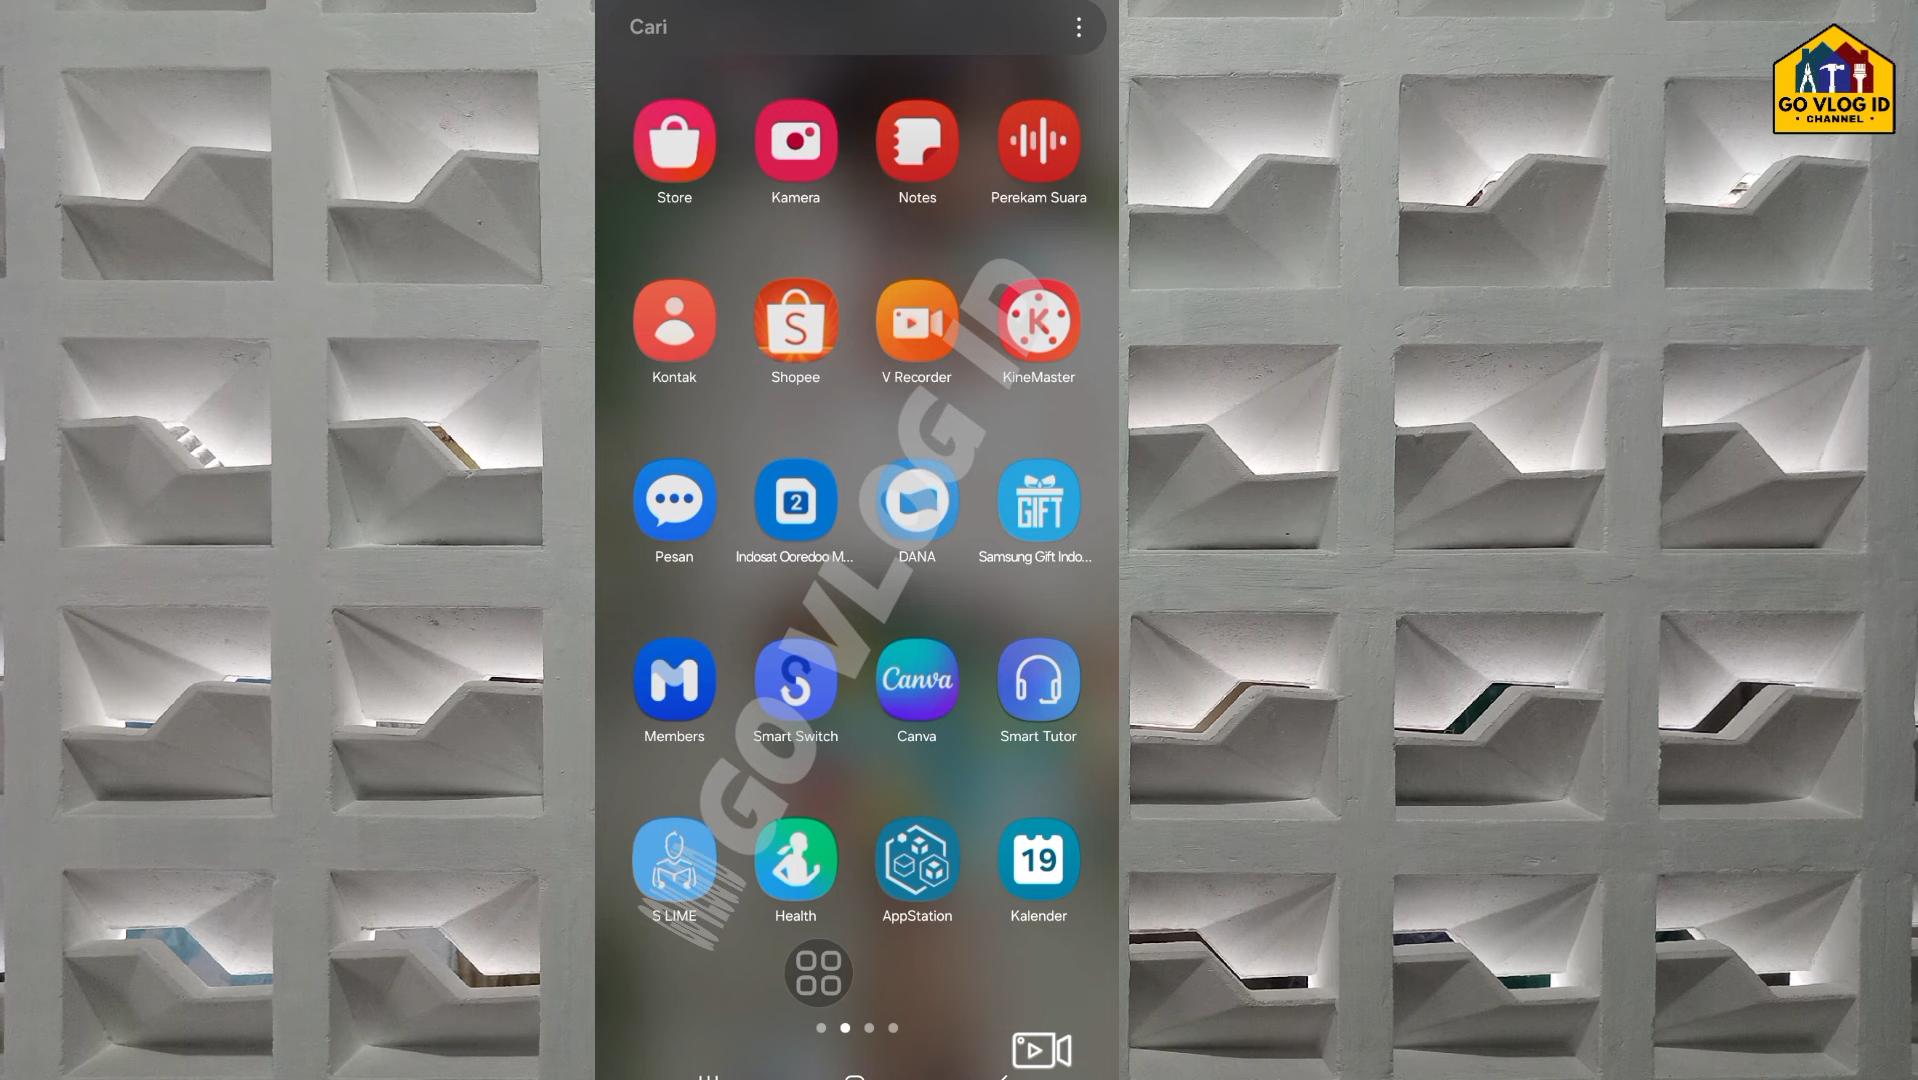 Cari
GO VLOG ID
• CHANNEL •
Store
Kamera
Notes
Perekam Suara
Kontak
S
Shopee
V Recorder
K
KineMaster
Pesan
2
Indosat Ooredoo M...
DANA
GIFT
Samsung Gift Indo...
Members
Smart Switch
Canva
Canva
Smart Tutor
S LIME
Health
AppStation
19
Kalender
GO VLOG ID